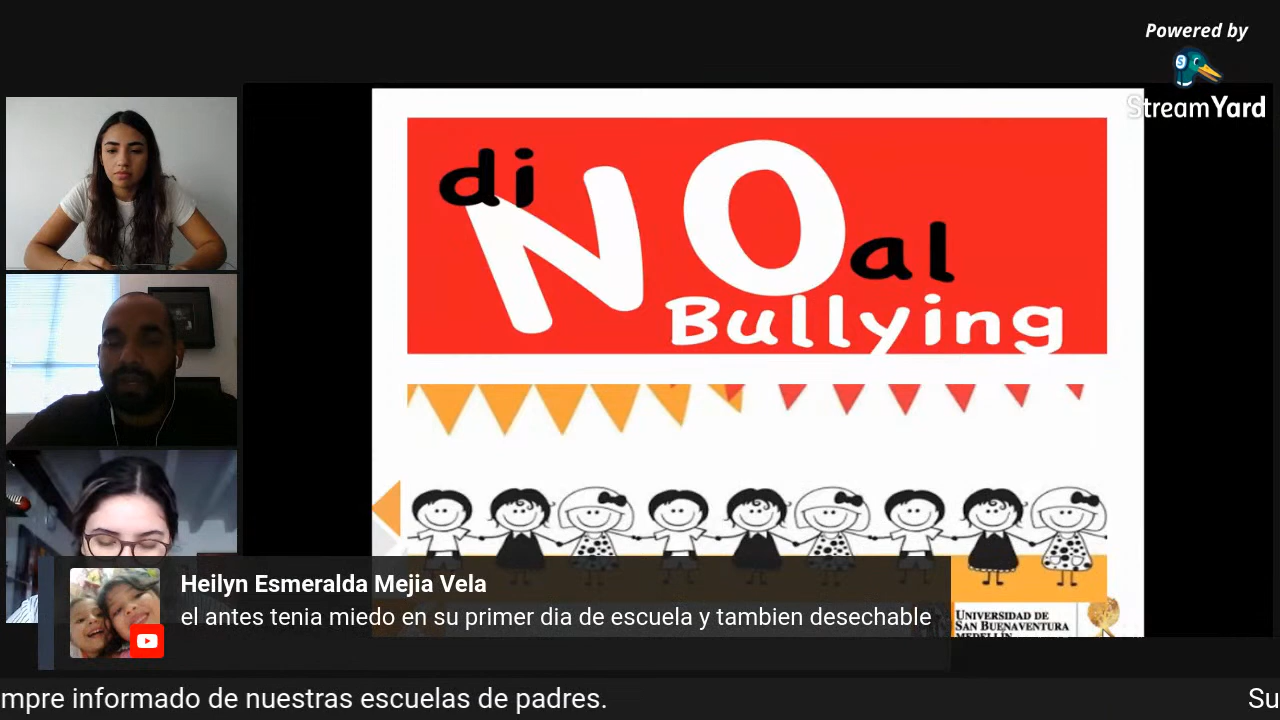 Powered by
StreamYard
di
NO
al
Bullying
UNIVERSIDAD DE
SAN BUENAVENTURA
MEDELLÍN
Heilyn Esmeralda Mejia Vela
el antes tenia miedo en su primer dia de escuela y tambien desechable
mpre informado de nuestras escuelas de padres.
Su